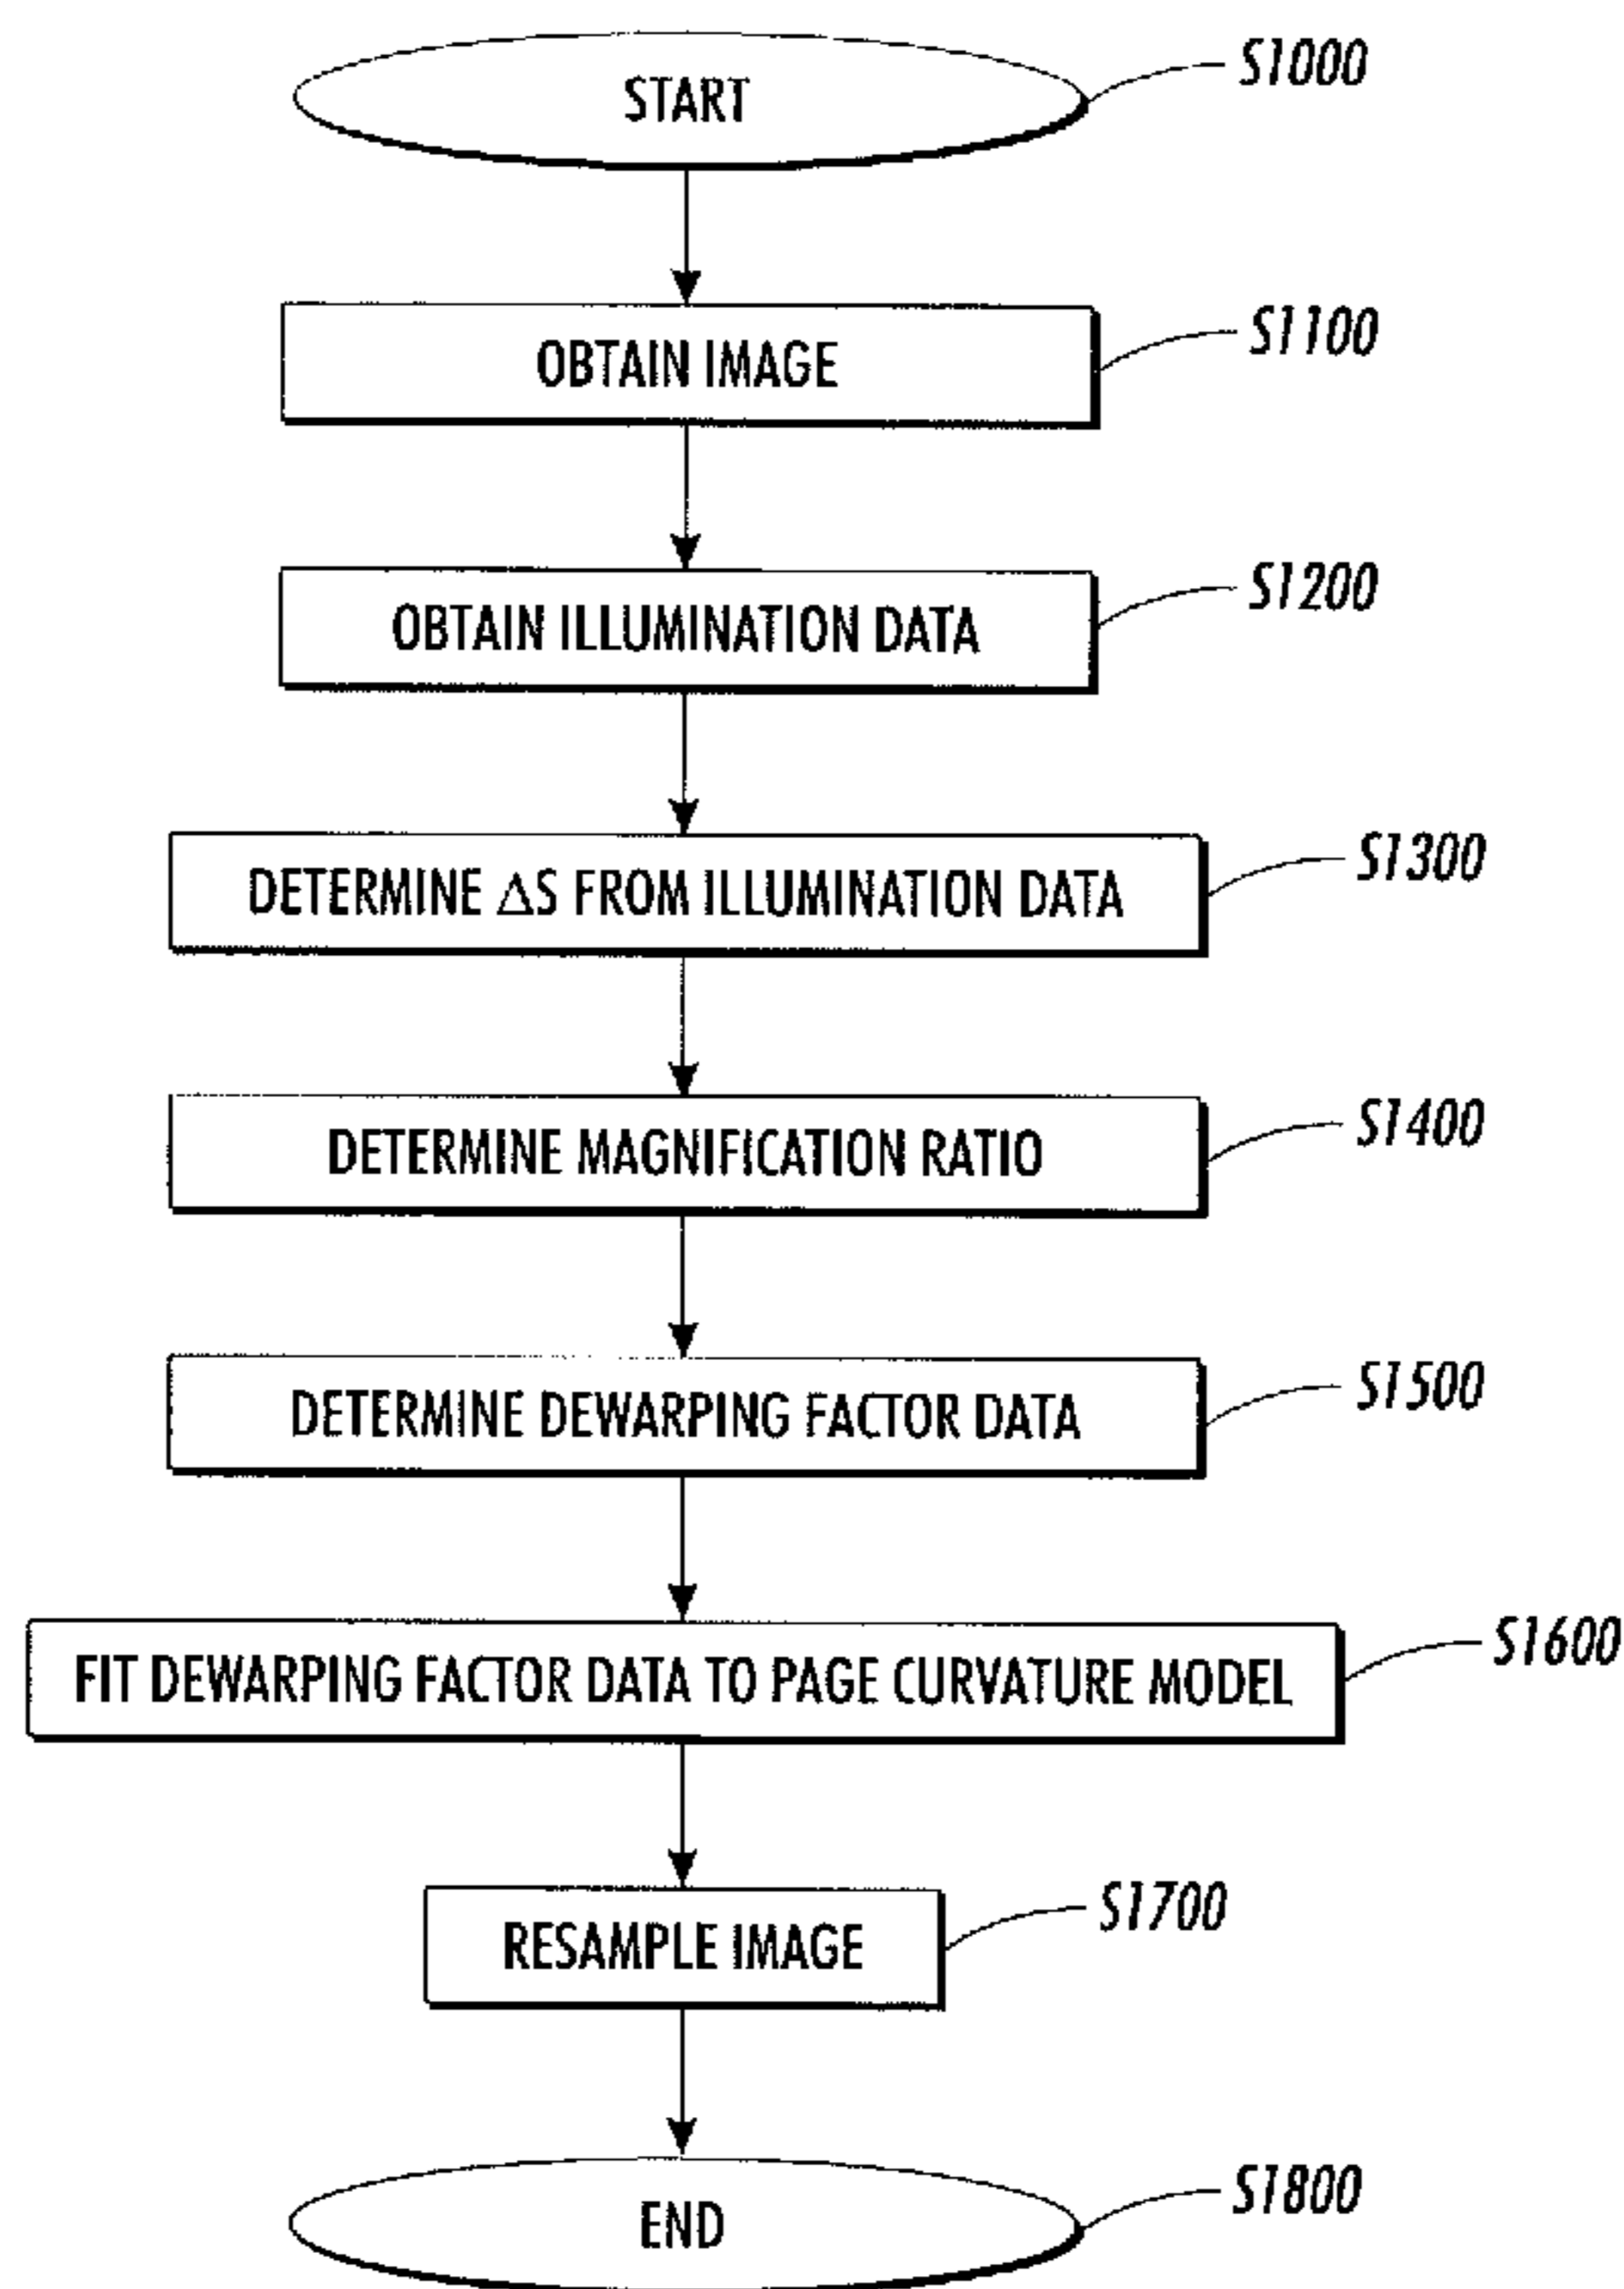 START
S1000
OBTAIN IMAGE
S1100
OBTAIN ILLUMINATION DATA
S1200
DETERMINE ΔS FROM ILLUMINATION DATA
S1300
DETERMINE MAGNIFICATION RATIO
S1400
DETERMINE DEWARPING FACTOR DATA
S1500
FIT DEWARPING FACTOR DATA TO PAGE CURVATURE MODEL
S1600
RESAMPLE IMAGE
S1700
END
S1800